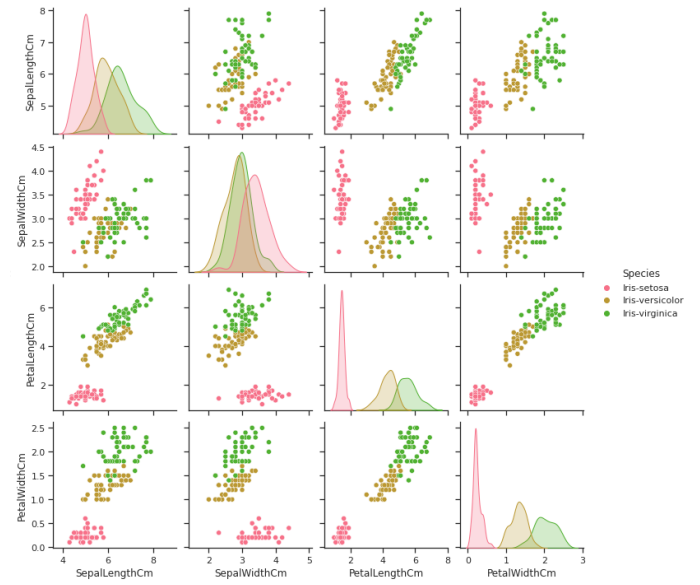 8
7
6
5
SepalLengthCm
4.5
4.0
3.5
3.0
2.5
2.0
SepalWidthCm
Species
Iris-setosa
Iris-versicolor
Iris-virginica
6
4
2
PetalLengthCm
2.5
2.0
1.5
1.0
0.5
0.0
PetalWidthCm
4 6 8 2 3 4 5 0 2 4 6 8 0 1 2 3
SepalLengthCm SepalWidthCm PetalLengthCm PetalWidthCm